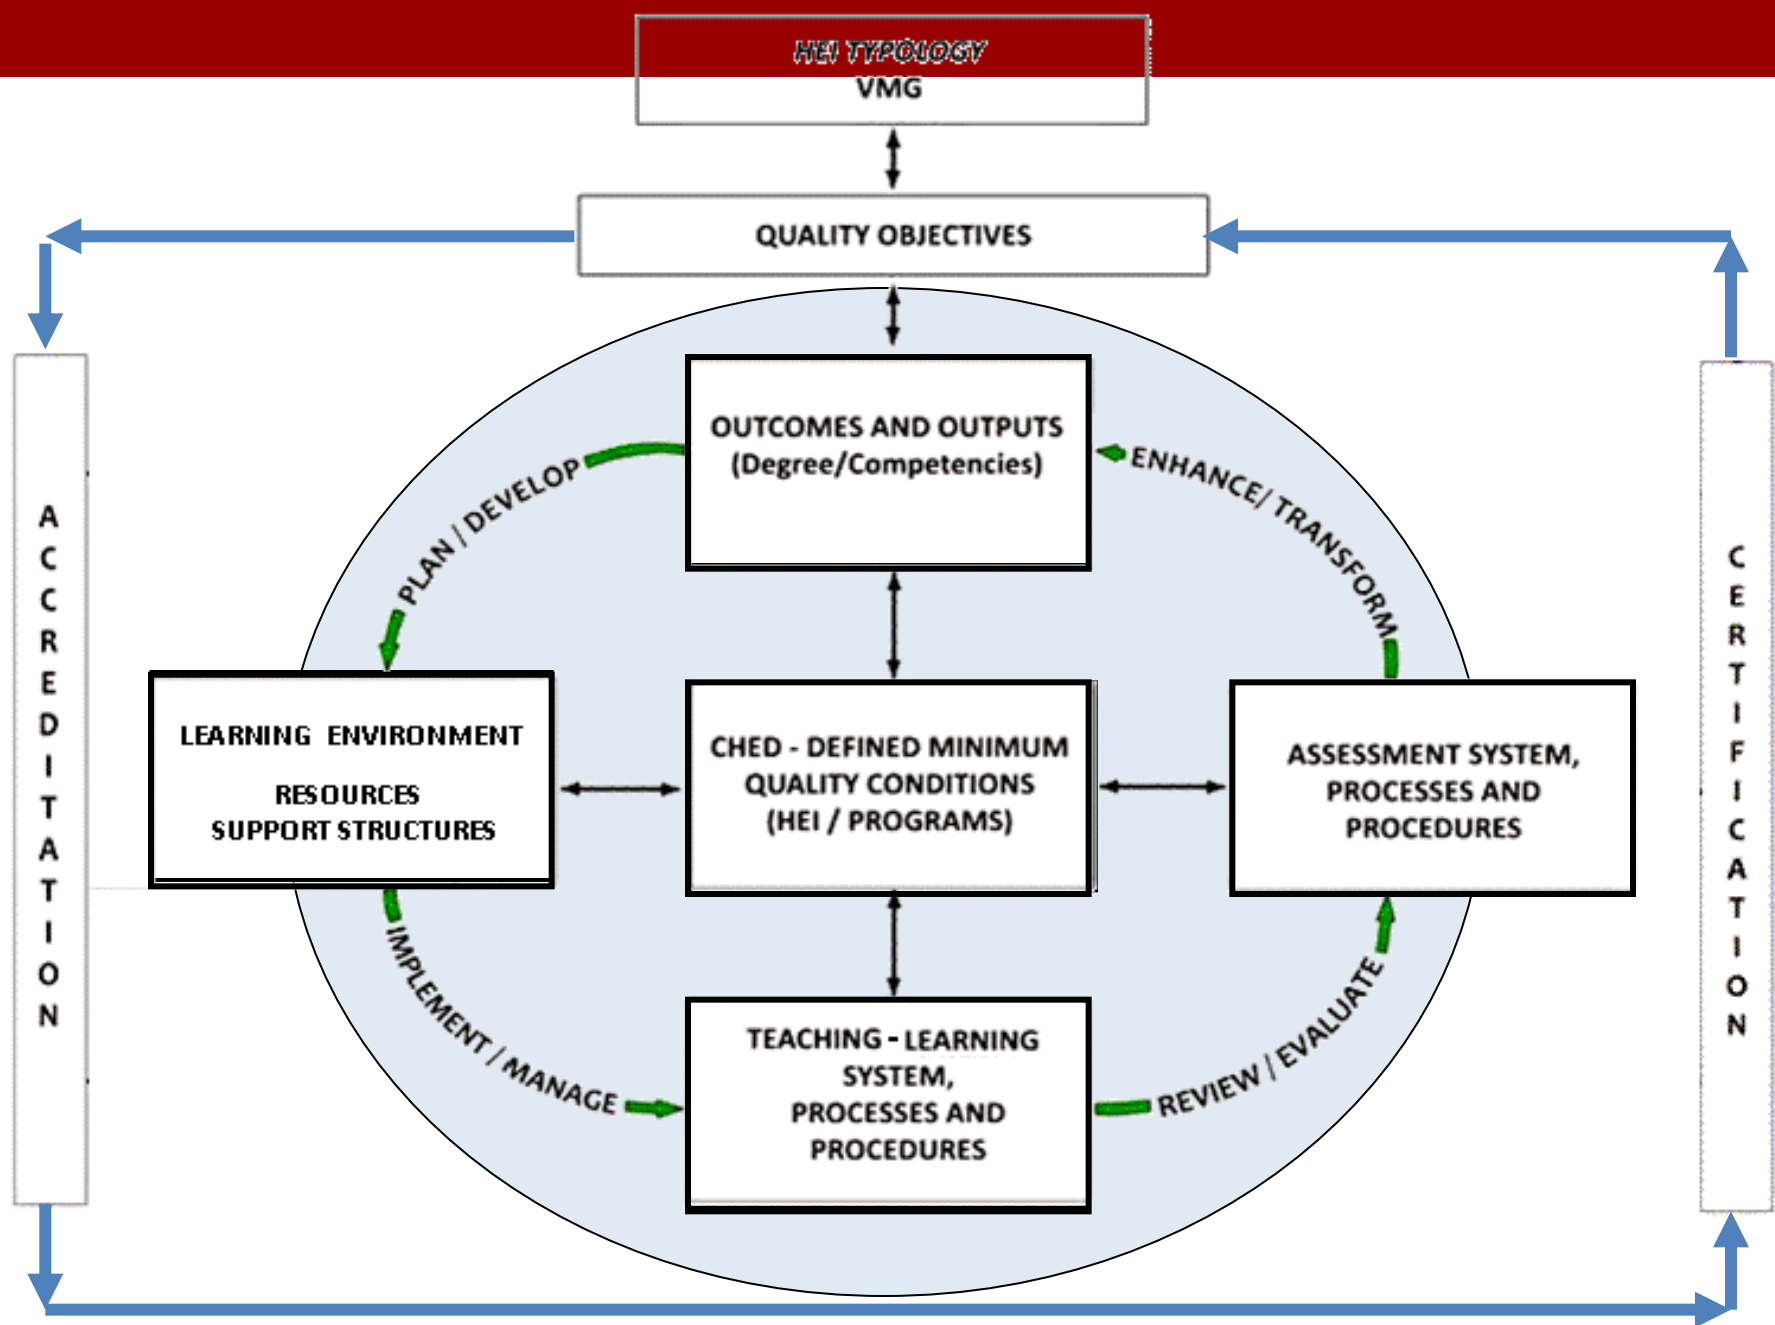 HEI TYPOLOGY
VMG
QUALITY OBJECTIVES
OUTCOMES AND OUTPUTS
(Degree/Competencies)
PLAN / DEVELOP
ENHANCE/ TRANSFORM
ACCREDITATION
LEARNING ENVIRONMENT
RESOURCES
SUPPORT STRUCTURES
CHED - DEFINED MINIMUM
QUALITY CONDITIONS
(HEI / PROGRAMS)
ASSESSMENT SYSTEM,
PROCESSES AND
PROCEDURES
CERTIFICATION
IMPLEMENT / MANAGE
TEACHING - LEARNING
SYSTEM,
PROCESSES AND
PROCEDURES
REVIEW / EVALUATE